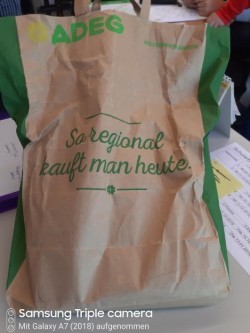 ADEG
So regional
kauft man heute.
Samsung Triple camera
Mit Galaxy A7 (2018) aufgenommen